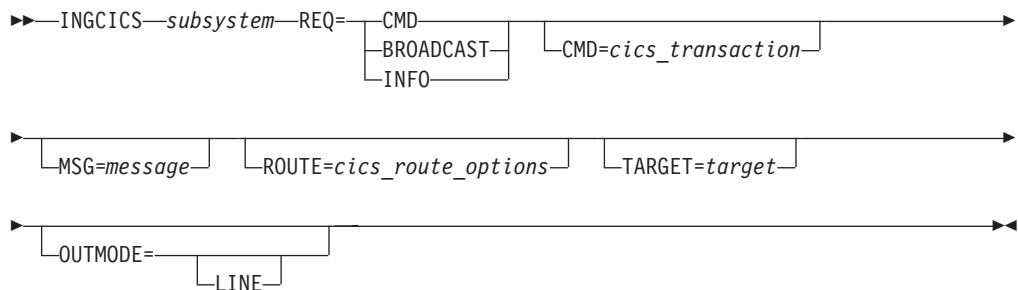 INGCICS subsystem REQ= CMD CMD=cics_transaction
BROADCAST
INFO
MSG=message ROUTE=cics_route_options TARGET=target
OUTMODE=
LINE